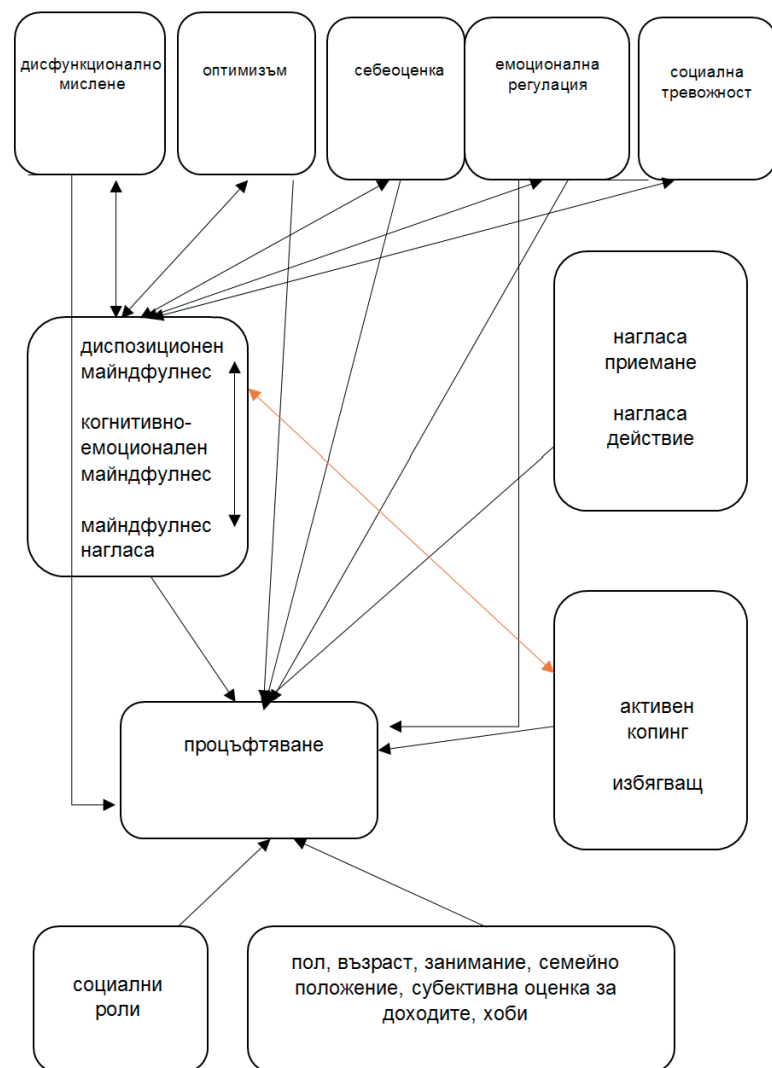 дисфункционално
мислене
оптимизъм
себеоценка
емоционална
регулация
социална
тревожност
диспозиционен
майндфулнес
когнитивно-
емоционален
майндфулнес
майндфулнес
нагласа
нагласа
приемане
нагласа
действие
активен
копинг
избягващ
процъфтяване
социални
роли
пол, възраст, занимание, семейно
положение, субективна оценка за
доходите, хоби